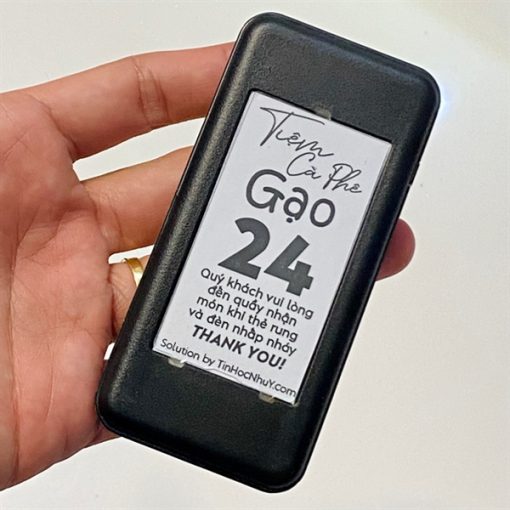 Tiệm
Cà Phê
Gạo
24
Quý khách vui lòng
đến quầy nhận
món khi thẻ rung
và đèn nhấp nháy
THANK YOU!
Solution by TinHocNhuY.com